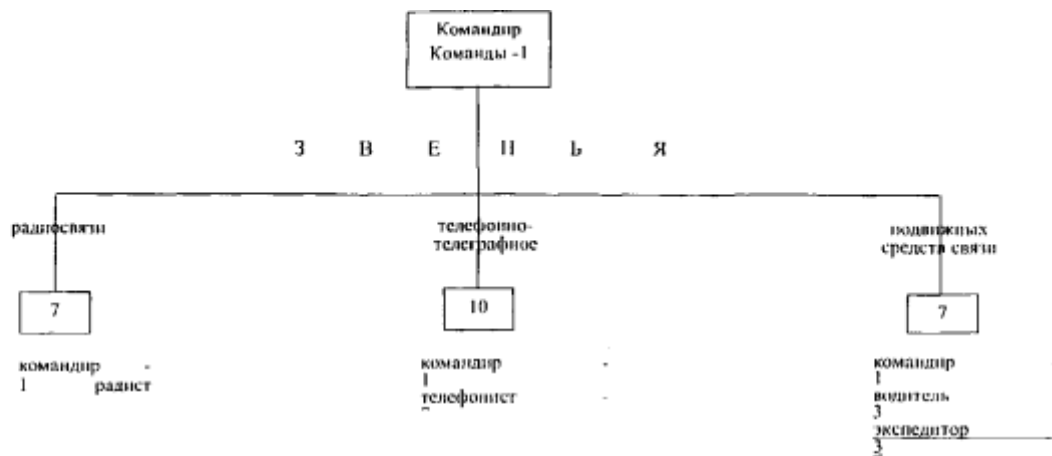 Командир
Команды -1
З В Е Н Ь Я
радиосвязи
телефонно-
телеграфное
подвижных
средств связи
7
10
7
командир -
1 радист
командир -
1
телефонист -
командир -
1
водитель
3
экспедитор
3